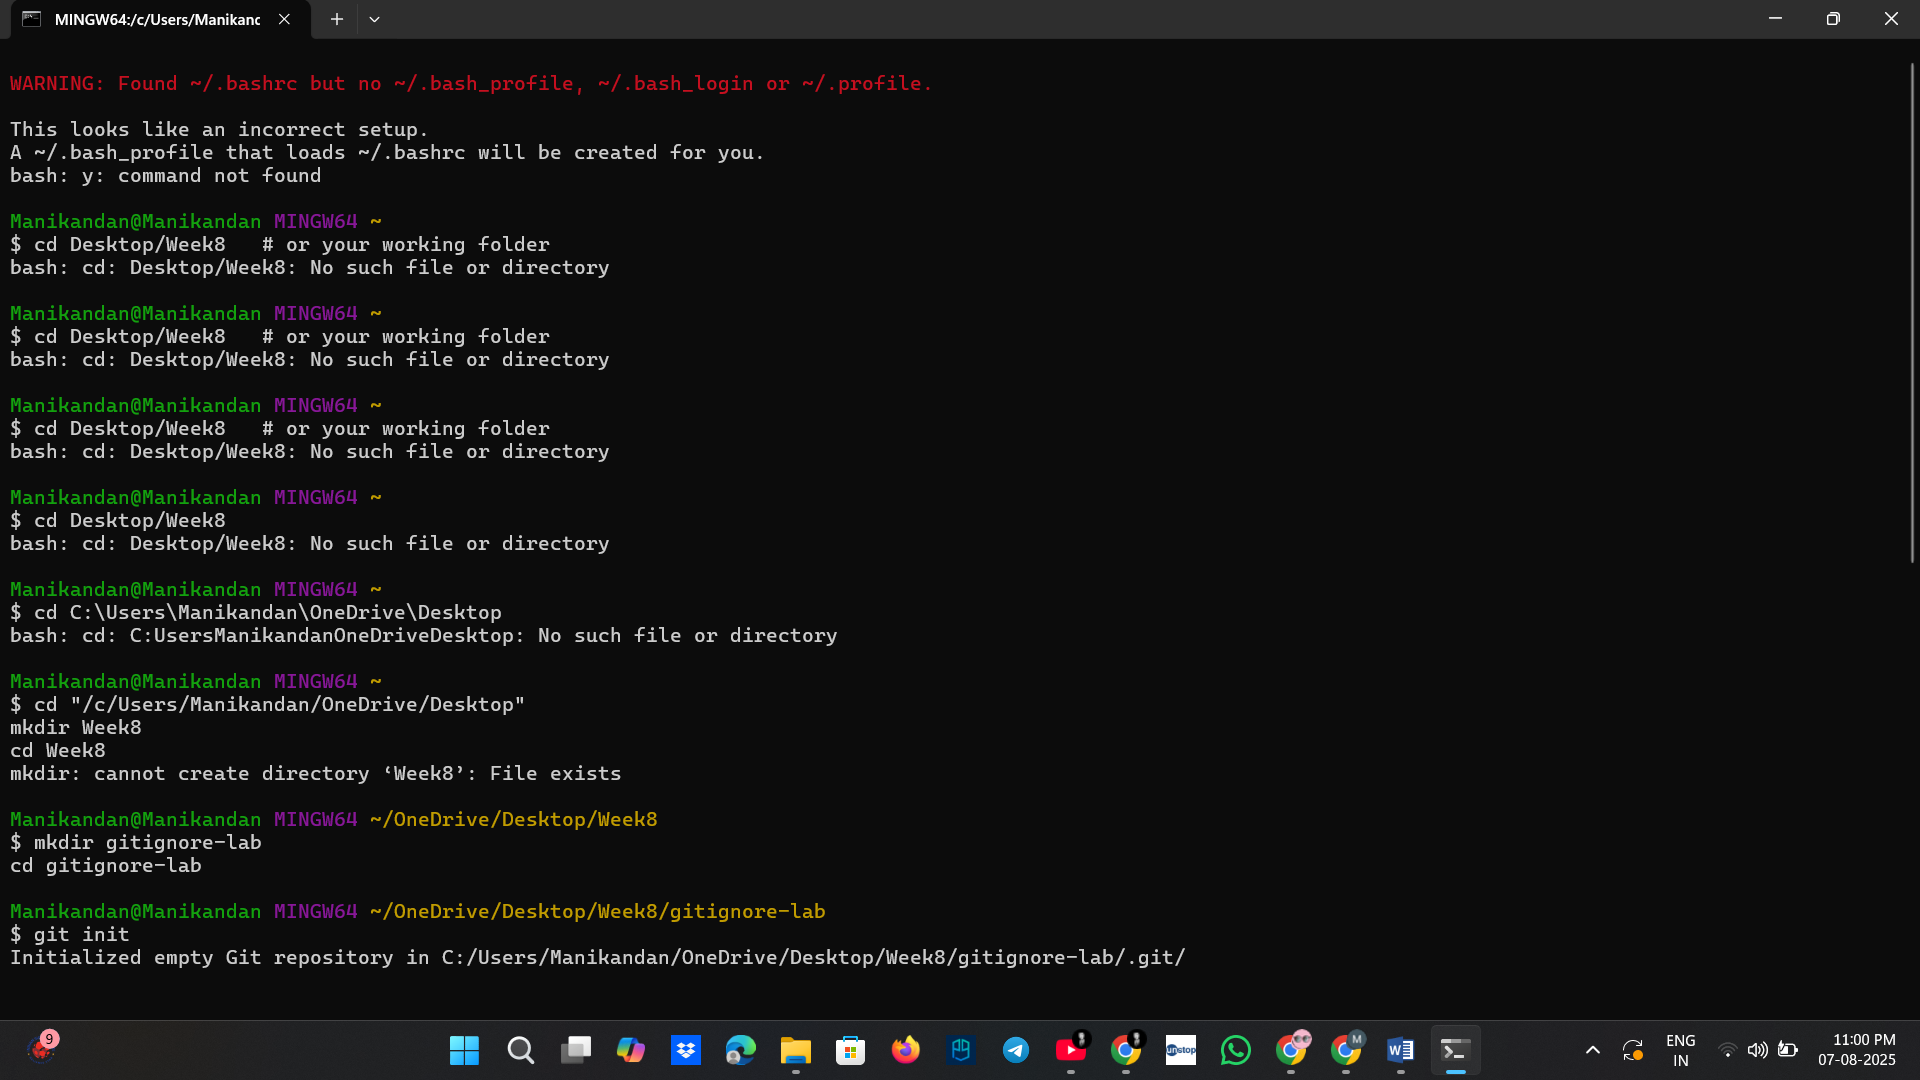 MINGW64:/c/Users/Manikanc
WARNING: Found ~/.bashrc but no ~/.bash_profile, ~/.bash_login or ~/.profile.
This looks like an incorrect setup.
A ~/.bash_profile that loads ~/.bashrc will be created for you.
bash: y: command not found
Manikandan@Manikandan MINGW64 ~
$ cd Desktop/Week8   # or your working folder
bash: cd: Desktop/Week8: No such file or directory
Manikandan@Manikandan MINGW64 ~
$ cd Desktop/Week8   # or your working folder
bash: cd: Desktop/Week8: No such file or directory
Manikandan@Manikandan MINGW64 ~
$ cd Desktop/Week8   # or your working folder
bash: cd: Desktop/Week8: No such file or directory
Manikandan@Manikandan MINGW64 ~
$ cd Desktop/Week8
bash: cd: Desktop/Week8: No such file or directory
Manikandan@Manikandan MINGW64 ~
$ cd C:\Users\Manikandan\OneDrive\Desktop
bash: cd: C:UsersManikandanOneDriveDesktop: No such file or directory
Manikandan@Manikandan MINGW64 ~
$ cd "/c/Users/Manikandan/OneDrive/Desktop"
mkdir Week8
cd Week8
mkdir: cannot create directory ‘Week8’: File exists
Manikandan@Manikandan MINGW64 ~/OneDrive/Desktop/Week8
$ mkdir gitignore-lab
cd gitignore-lab
Manikandan@Manikandan MINGW64 ~/OneDrive/Desktop/Week8/gitignore-lab
$ git init
Initialized empty Git repository in C:/Users/Manikandan/OneDrive/Desktop/Week8/gitignore-lab/.git/
9
unstop
M
W
ENG
IN
11:00 PM
07-08-2025